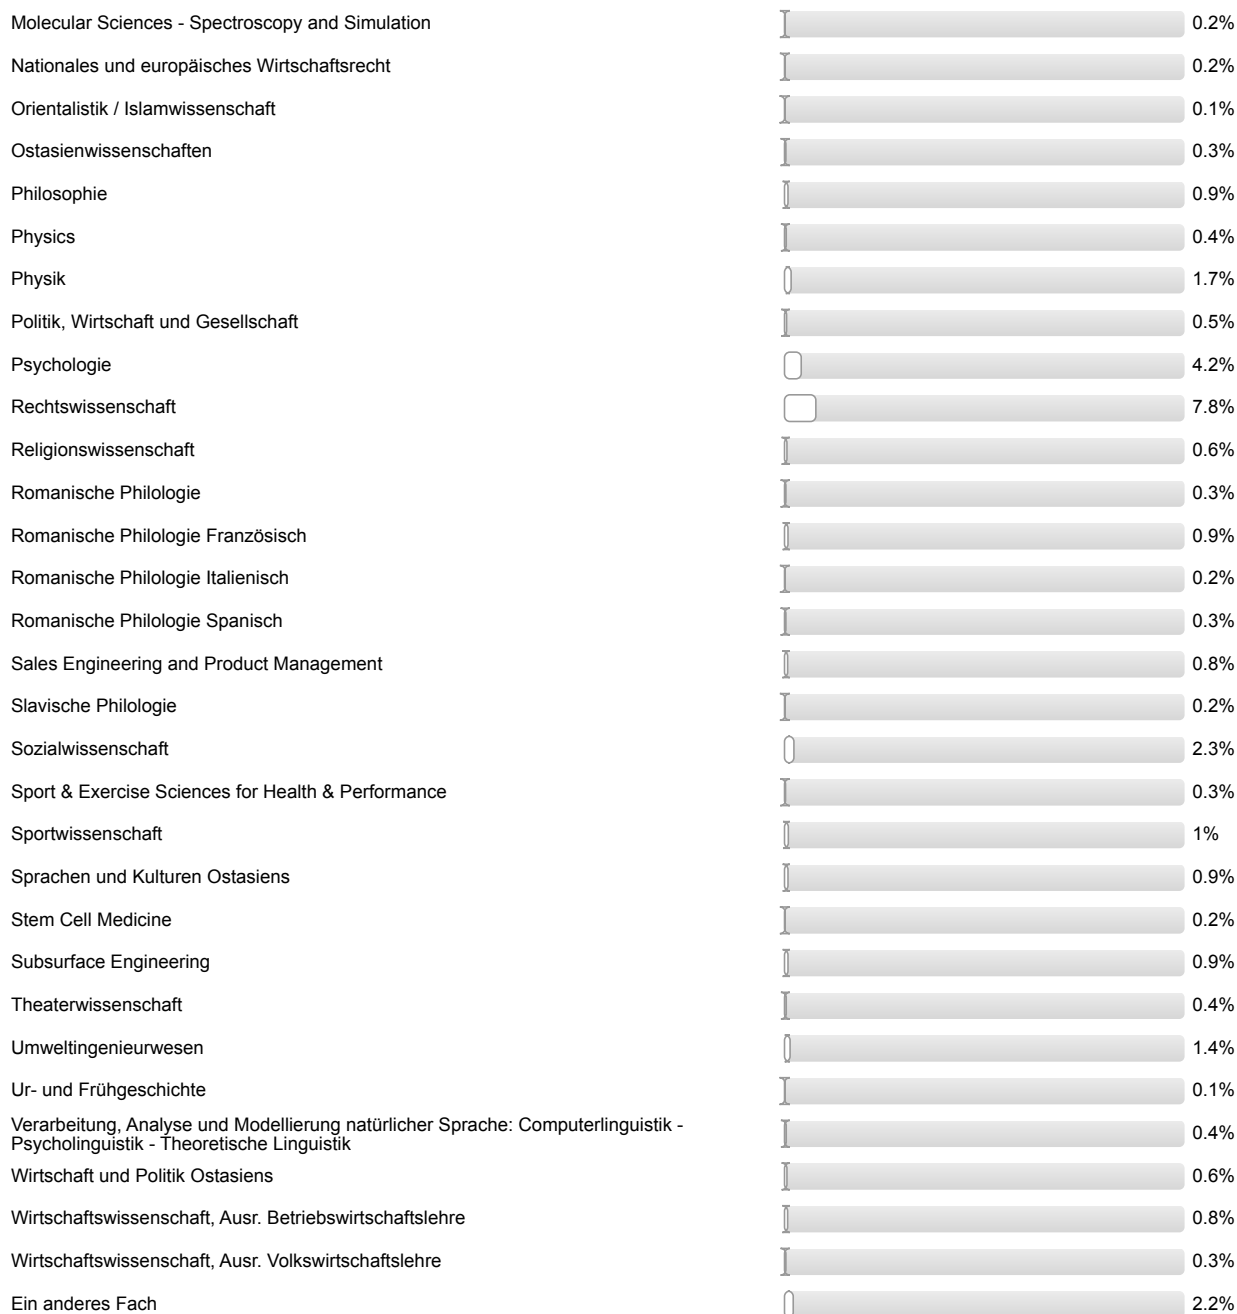 Molecular Sciences - Spectroscopy and Simulation 0.2%
Nationales und europäisches Wirtschaftsrecht 0.2%
Orientalistik / Islamwissenschaft 0.1%
Ostasienwissenschaften 0.3%
Philosophie 0.9%
Physics 0.4%
Physik 1.7%
Politik, Wirtschaft und Gesellschaft 0.5%
Psychologie 4.2%
Rechtswissenschaft 7.8%
Religionswissenschaft 0.6%
Romanische Philologie 0.3%
Romanische Philologie Französisch 0.9%
Romanische Philologie Italienisch 0.2%
Romanische Philologie Spanisch 0.3%
Sales Engineering and Product Management 0.8%
Slavische Philologie 0.2%
Sozialwissenschaft 2.3%
Sport & Exercise Sciences for Health & Performance 0.3%
Sportwissenschaft 1%
Sprachen und Kulturen Ostasiens 0.9%
Stem Cell Medicine 0.2%
Subsurface Engineering 0.9%
Theaterwissenschaft 0.4%
Umweltingenieurwesen 1.4%
Ur- und Frühgeschichte 0.1%
Verarbeitung, Analyse und Modellierung natürlicher Sprache: Computerlinguistik -
Psycholinguistik - Theoretische Linguistik 0.4%
Wirtschaft und Politik Ostasiens 0.6%
Wirtschaftswissenschaft, Ausr. Betriebswirtschaftslehre 0.8%
Wirtschaftswissenschaft, Ausr. Volkswirtschaftslehre 0.3%
Ein anderes Fach 2.2%